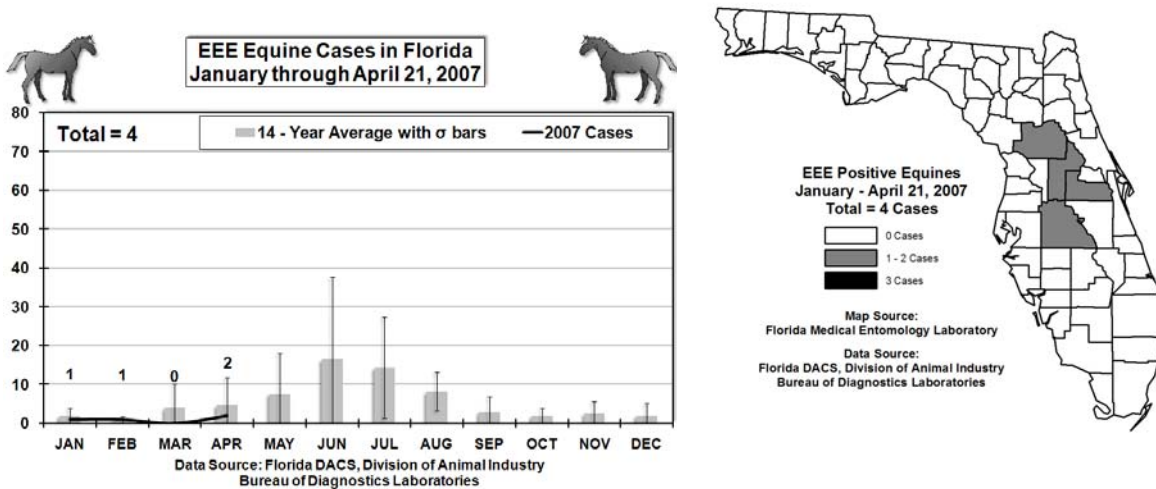 EEE Equine Cases in Florida
January through April 21, 2007
Total = 4
14 - Year Average with σ bars
2007 Cases
80
70
60
50
40
30
20
10
0
1
1
0
2
JAN FEB MAR APR MAY JUN JUL AUG SEP OCT NOV DEC
Data Source: Florida DACS, Division of Animal Industry
Bureau of Diagnostics Laboratories
EEE Positive Equines
January - April 21, 2007
Total = 4 Cases
0 Cases
1 - 2 Cases
3 Cases
Map Source:
Florida Medical Entomology Laboratory
Data Source:
Florida DACS, Division of Animal Industry
Bureau of Diagnostics Laboratories